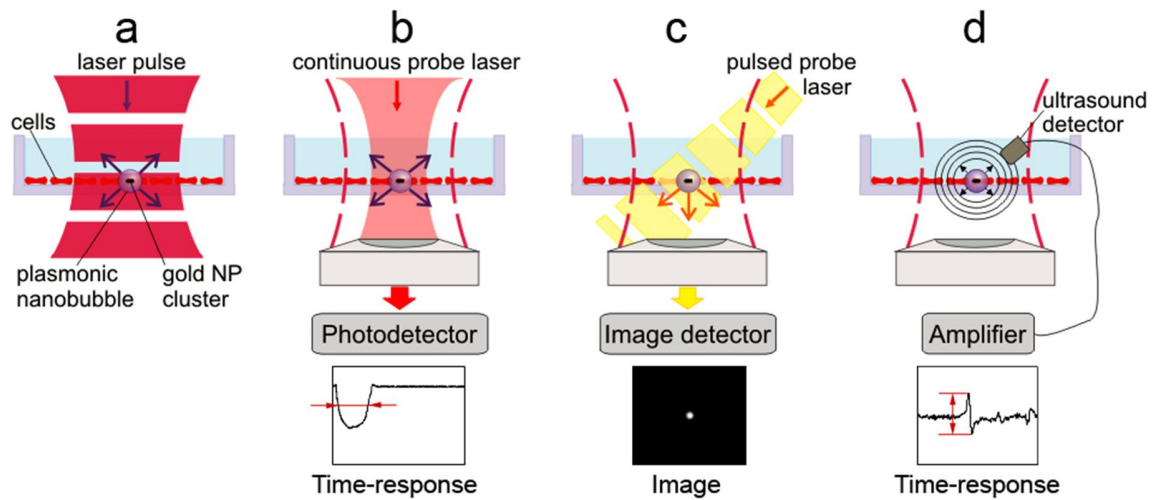 a
laser pulse
cells
plasmonic
nanobubble
gold NP
cluster
b
continuous probe laser
Photodetector
Time-response
c
pulsed probe
laser
Image detector
Image
d
ultrasound
detector
Amplifier
Time-response